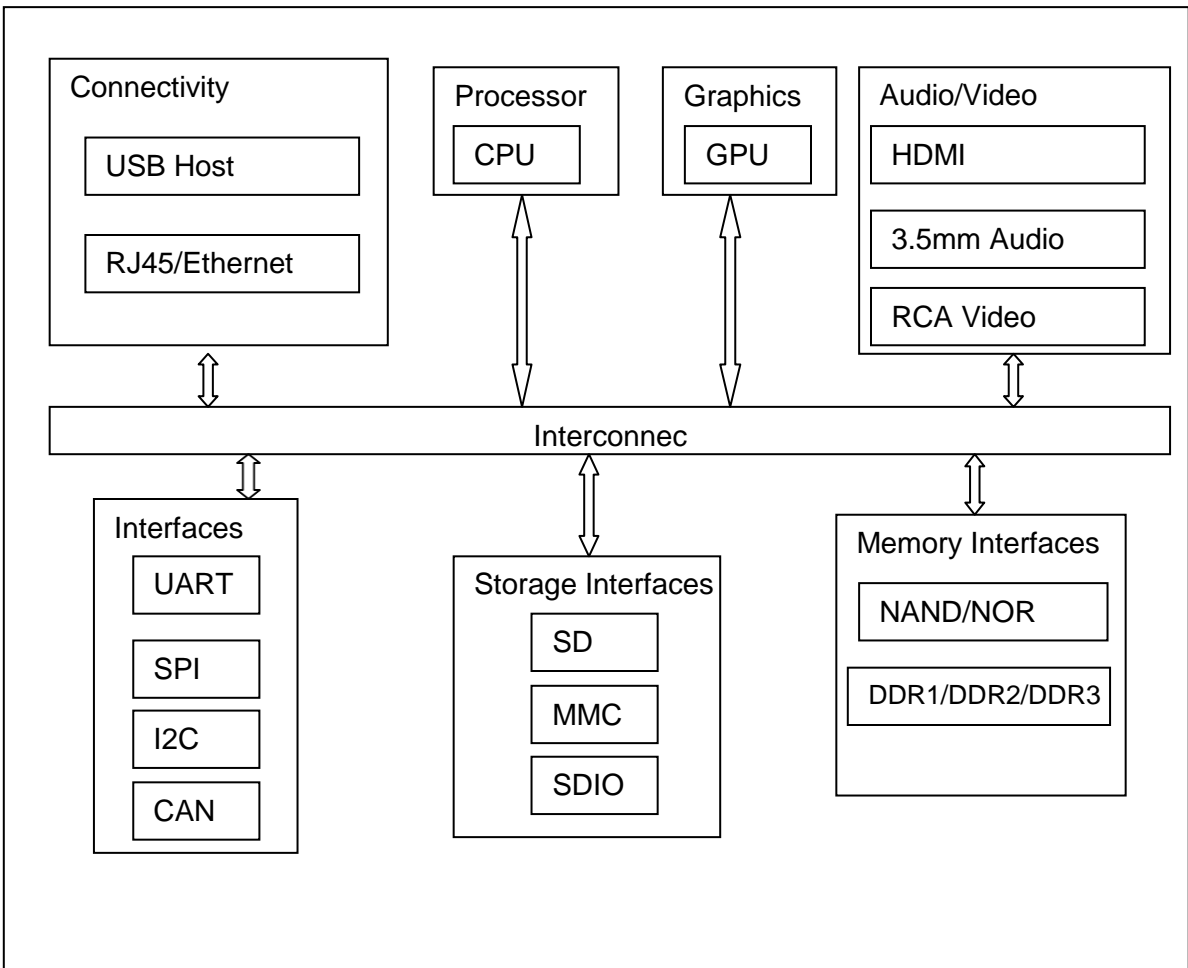 Connectivity
USB Host
RJ45/Ethernet
Processor
CPU
Graphics
GPU
Audio/Video
HDMI
3.5mm Audio
RCA Video
Interconnec
Interfaces
UART
SPI
I2C
CAN
Storage Interfaces
SD
MMC
SDIO
Memory Interfaces
NAND/NOR
DDR1/DDR2/DDR3